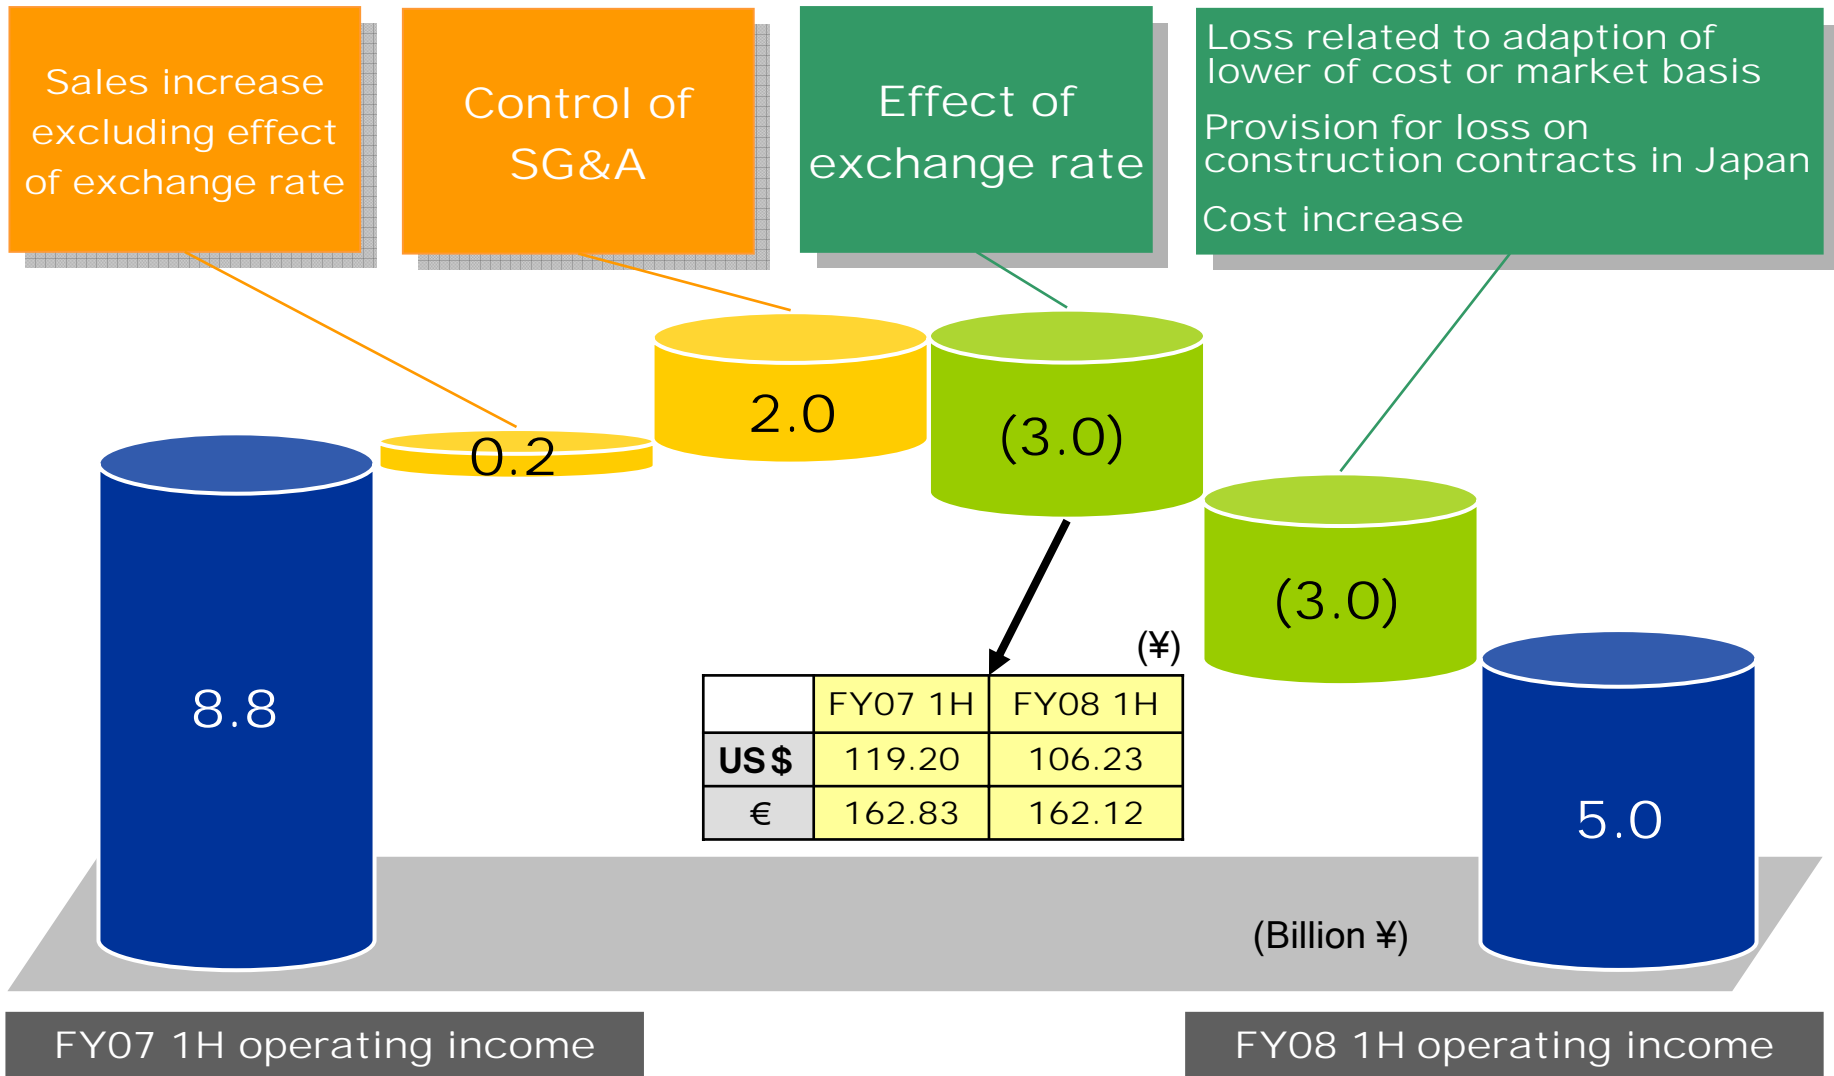 Sales increase
excluding effect
of exchange rate
Control of
SG&A
Effect of
exchange rate
Loss related to adaption of
lower of cost or market basis
Provision for loss on
construction contracts in Japan
Cost increase
8.8
0.2
2.0
(3.0)
(3.0)
5.0
(¥)
FY07 1H FY08 1H
US$ 119.20 106.23
€ 162.83 162.12
(Billion ¥)
FY07 1H operating income
FY08 1H operating income